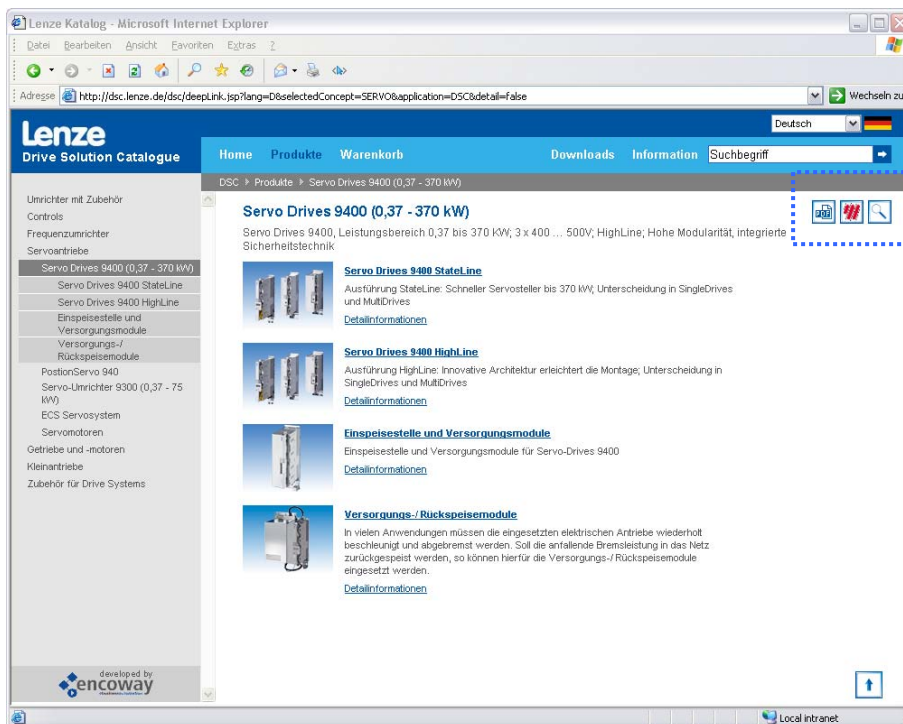 Lenze Katalog - Microsoft Internet Explorer
Datei Bearbeiten Ansicht Favoriten Extras ?
Adresse http://dsc.lenze.de/dsc/deepLink.jsp?lang=D&selectedConcept=SERVO&application=DSC&detail=false Wechseln zu
Deutsch
Lenze
Drive Solution Catalogue
Home Produkte Warenkorb Downloads Information Suchbegriff
DSC Produkte Servo Drives 9400 (0,37 - 370 kW)
Umrichter mit Zubehör
Controls
Frequenzumrichter
Servoantriebe
Servo Drives 9400 (0,37 - 370 kW)
Servo Drives 9400 StateLine
Servo Drives 9400 HighLine
Einspeisestelle und
Versorgungsmodule
Versorgungs-/
Rückspeisemodule
PostionServo 940
Servo-Umrichter 9300 (0,37 - 75
kW)
ECS Servosystem
Servomotoren
Getriebe und -motoren
Kleinantriebe
Zubehör für Drive Systems
developed by
encoway
Servo Drives 9400 (0,37 - 370 kW)
Servo Drives 9400, Leistungsbereich 0,37 bis 370 KW; 3 x 400 ... 500V; HighLine; Hohe Modularität, integrierte
Sicherheitstechnik
Servo Drives 9400 StateLine
Ausführung StateLine: Schneller Servosteller bis 370 kW; Unterscheidung in SingleDrives
und MultiDrives
Detailinformationen
Servo Drives 9400 HighLine
Ausführung HighLine: Innovative Architektur erleichtert die Montage; Unterscheidung in
SingleDrives und MultiDrives
Detailinformationen
Einspeisestelle und Versorgungsmodule
Einspeisestelle und Versorgungsmodule für Servo-Drives 9400
Detailinformationen
Versorgungs-/ Rückspeisemodule
In vielen Anwendungen müssen die eingesetzten elektrischen Antriebe wiederholt
beschleunigt und abgebremst werden. Soll die anfallende Bremsleistung in das Netz
zurückgespeist werden, so können hierfür die Versorgungs-/ Rückspeisemodule
eingesetzt werden.
Detailinformationen
Local intranet